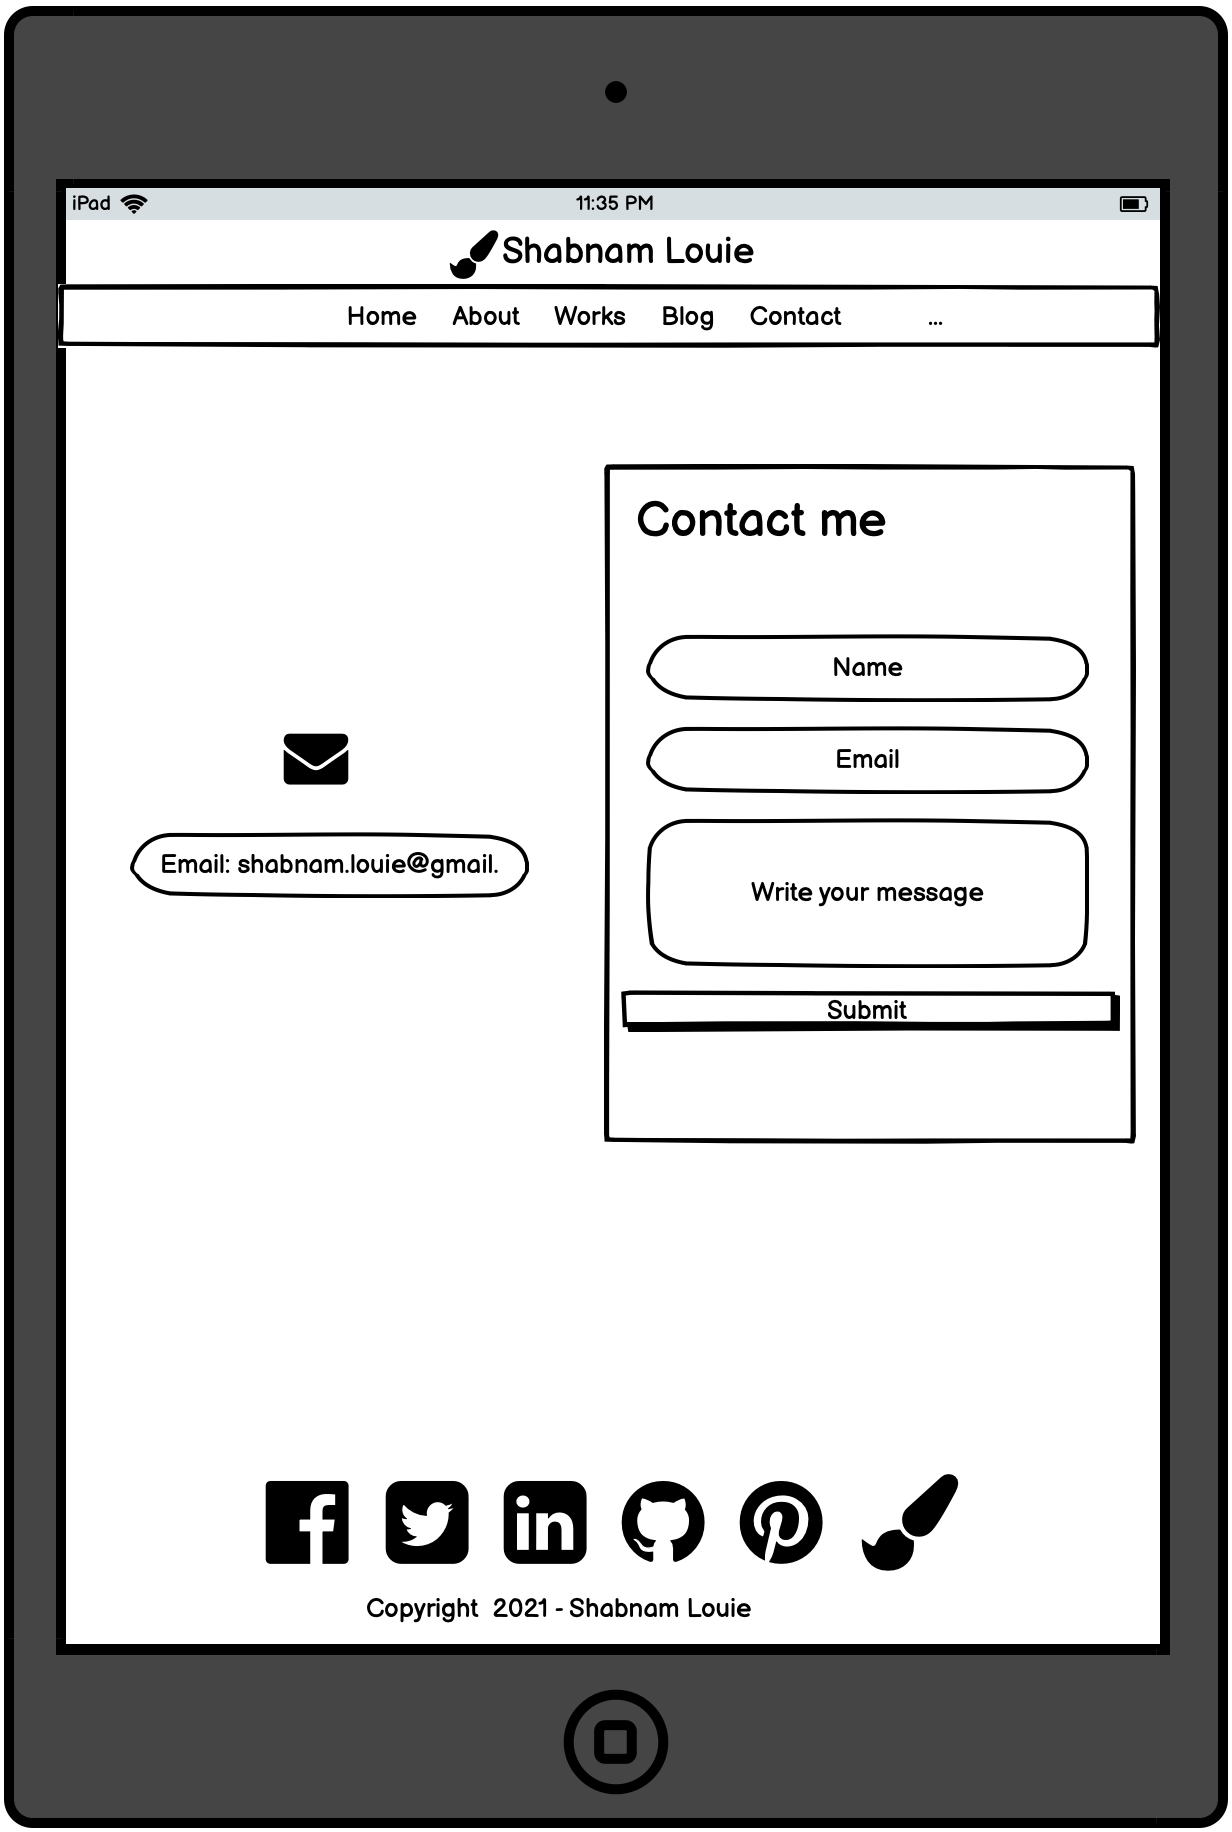 iPad 11:35 PM
Shabnam Louie
Home About Works Blog Contact ...
Contact me
Name
Email
Email: shabnam.louie@gmail.
Write your message
Submit
Copyright 2021 - Shabnam Louie